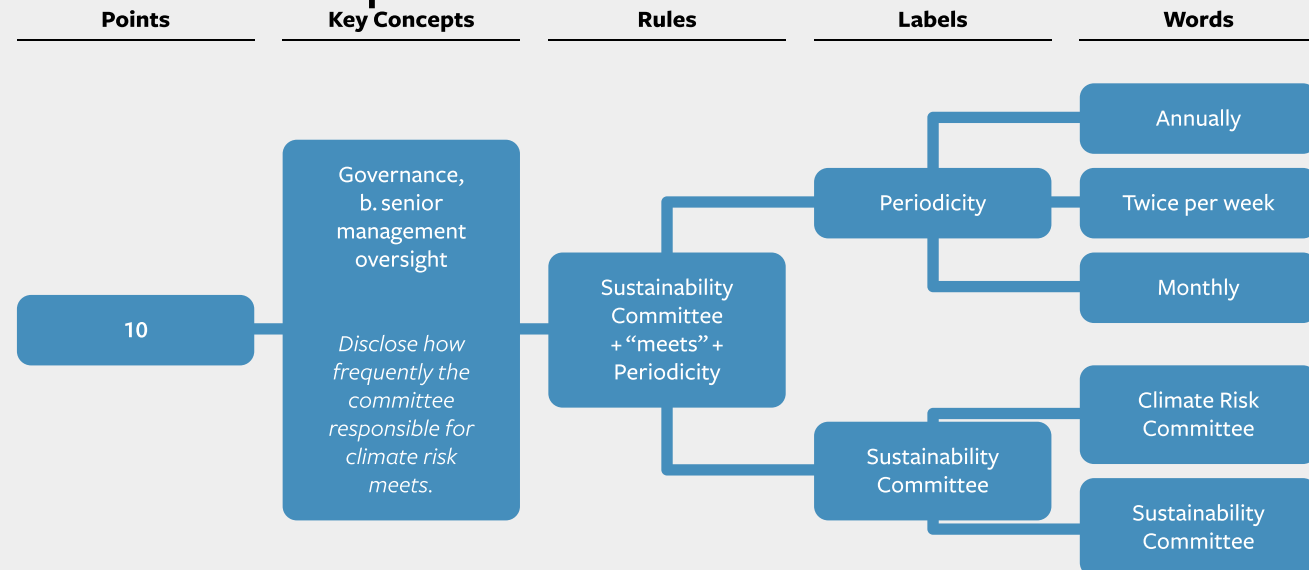 Points
Key Concepts
Rules
Labels
Words
10
Governance,
b. senior
management
oversight
Disclose how
frequently the
committee
responsible for
climate risk
meets.
Sustainability
Committee
+ “meets” +
Periodicity
Periodicity
Sustainability
Committee
Annually
Twice per week
Monthly
Climate Risk
Committee
Sustainability
Committee